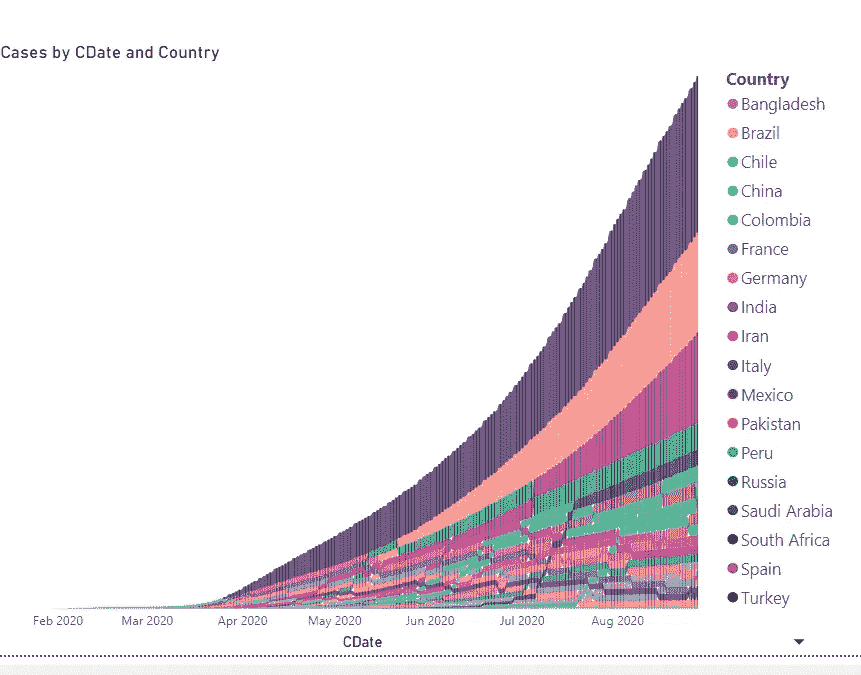 Cases by CDate and Country
Country
Bangladesh
Brazil
Chile
China
Colombia
France
Germany
India
Iran
Italy
Mexico
Pakistan
Peru
Russia
Saudi Arabia
South Africa
Spain
Turkey
Feb 2020 Mar 2020 Apr 2020 May 2020 Jun 2020 Jul 2020 Aug 2020
CDate